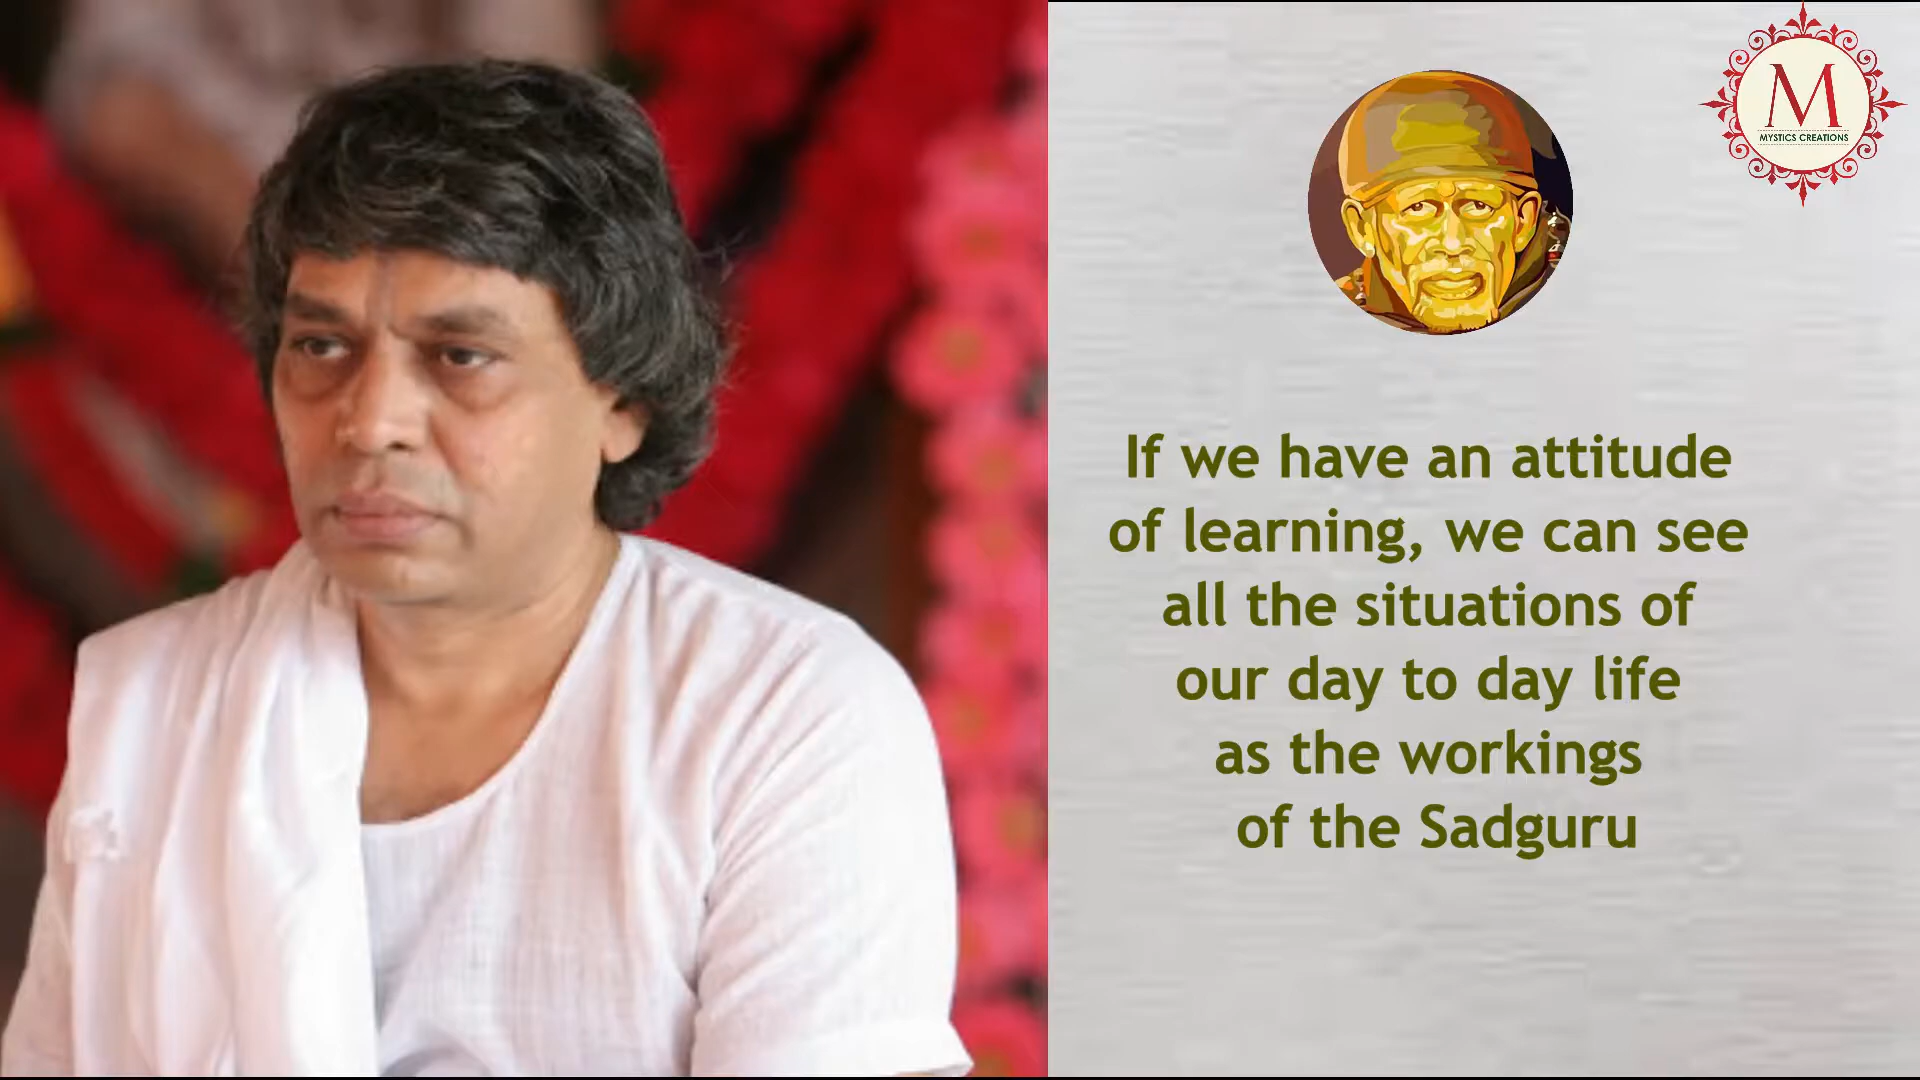 M
MYSTICS CREATIONS
If we have an attitude
of learning, we can see
all the situations of
our day to day life
as the workings
of the Sadguru